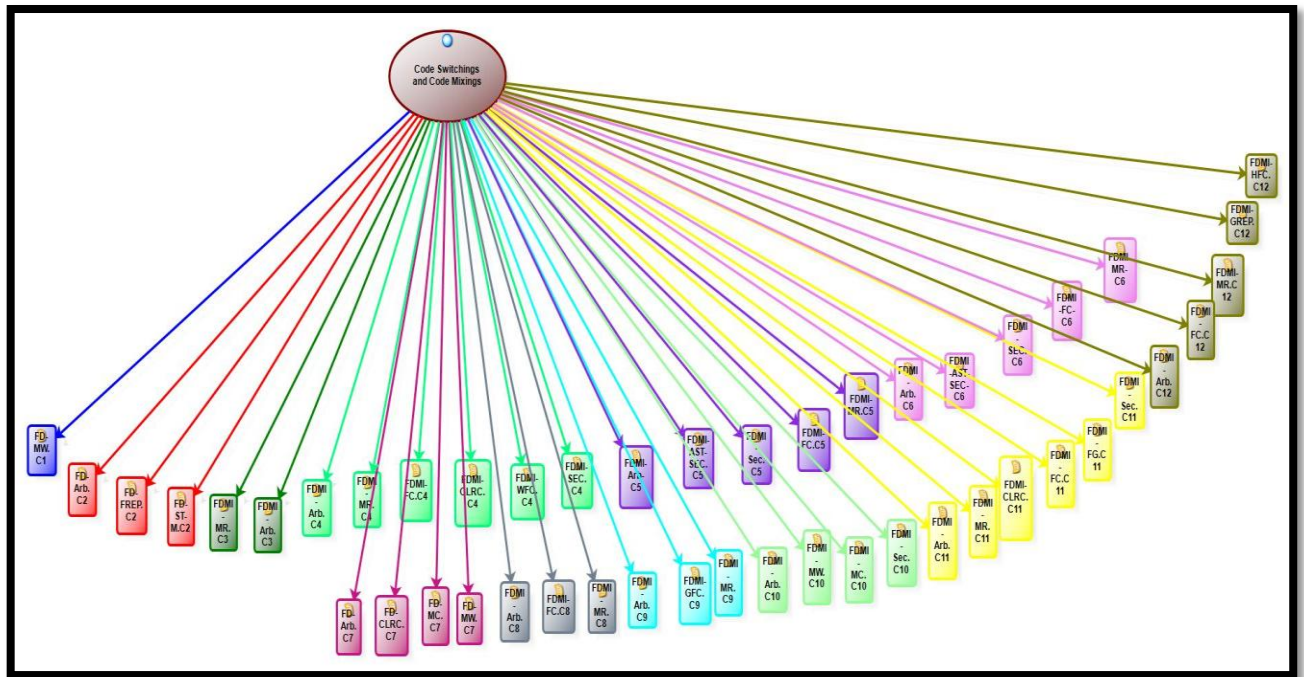 Code Switchings
and Code Mixings
FD-
MW.
C1
FD-
Arb.
C2
FD-
FREP.
C2
FD-
ST-
M.C2
FDMI
-
MR.
C3
FDMI
-
Arb.
C3
FDMI
-
Arb.
C4
FDMI
-
MR.
C4
FDMI-
FC.C4
FDMI-
CLRC.
C4
FDMI-
WFC.
C4
FDMI-
SEC.
C4
FDMI
-
Arb-
C5
FDMI-
AST-
SEC.
C5
FDMI
-
Sec.
C5
FDMI-
FC.C5
FDMI-
MR.C5
FDMI
-
Arb.
C6
FDMI
-AST-
SEC-
C6
FDMI
-
SEC.
C6
FDMI
-FC-
C6
FDMI
MR-
C6
FD-
Arb.
C7
FD-
CLRC.
C7
FD-
MC.
C7
FD-
MW.
C7
FDMI
-
Arb.
C8
FDMI-
FC.C8
FDMI
-
MR.
C8
FDMI
-
Arb.
C9
FDMI-
GFC.
C9
FDMI
-
MR.
C9
FDMI
-
Arb.
C10
FDMI
-
MW.
C10
FDMI
-
MC.
C10
FDMI
-
Sec.
C10
FDMI
-
Arb.
C11
FDMI
-
MR.
C11
FDMI-
CLRC.
C11
FDMI
-
FC.C
11
FDMI
-
FG.C
11
FDMI
-
Sec.
C11
FDMI
-
Arb.
C12
FDMI
-
FC.C
12
FDMI-
MR.C
12
FDMI-
GREP.
C12
FDMI-
HFC.
C12